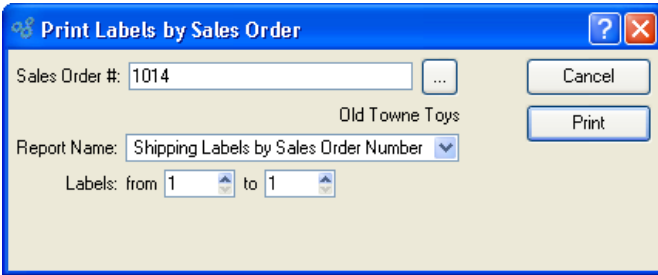 Print Labels by Sales Order ?
Sales Order #: 1014 ... Cancel
Old Towne Toys Print
Report Name: Shipping Labels by Sales Order Number
Labels: from 1 to 1